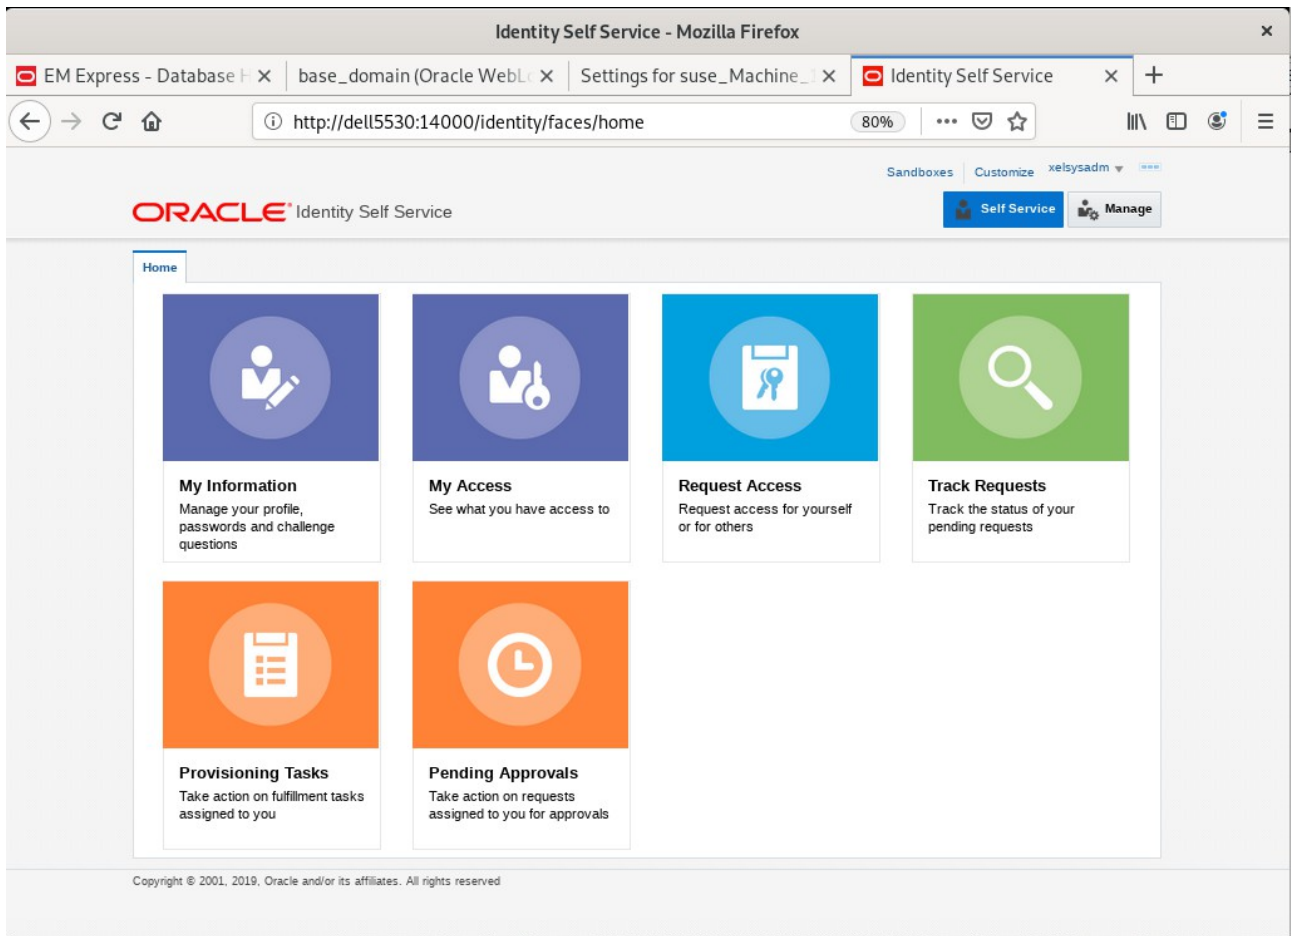 Identity Self Service - Mozilla Firefox
EM Express - Database
base_domain (Oracle
Settings for suse_Machine_
Identity Self Service
http://dell5530:14000/identity/faces/home
80%
Sandboxes
Customize
xelsysadm
ORACLE Identity Self Service
Self Service
Manage
Home
My Information
Manage your profile,
passwords and challenge
questions
My Access
See what you have access to
Request Access
Request access for yourself
or for others
Track Requests
Track the status of your
pending requests
Provisioning Tasks
Take action on fulfillment tasks
assigned to you
Pending Approvals
Take action on requests
assigned to you for approvals
Copyright © 2001, 2019, Oracle and/or its affiliates. All rights reserved